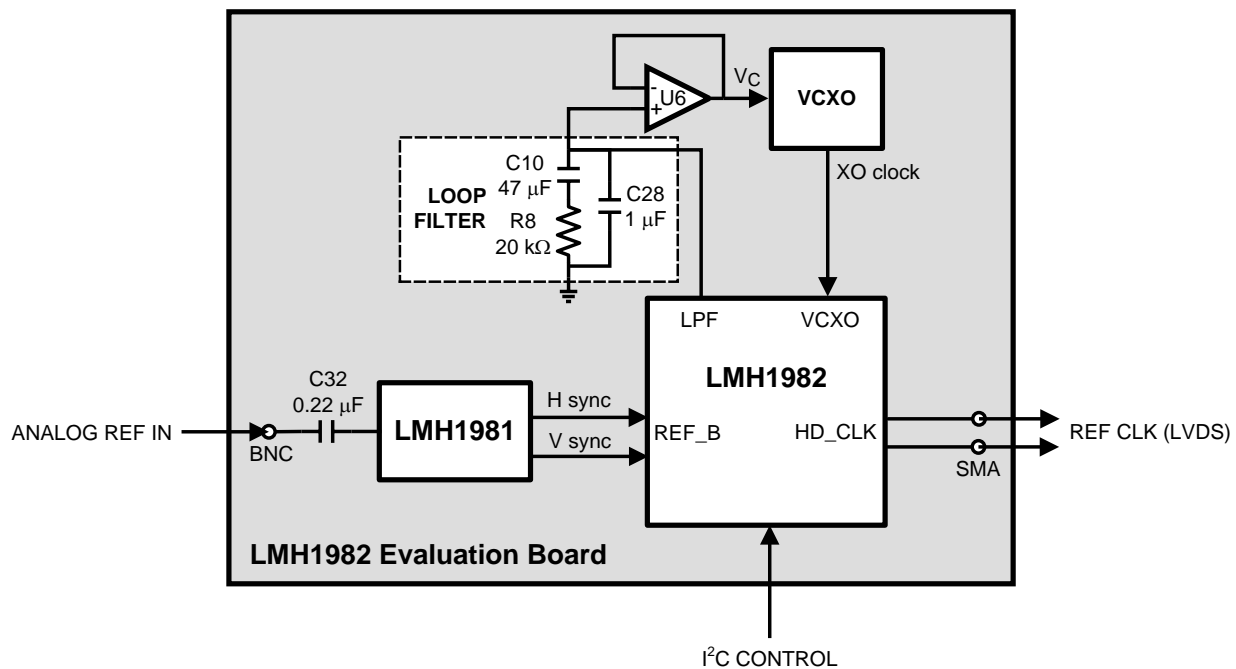 -
U6
+
VC
VCXO
XO clock
C10
47 μF
C28
1 μF
LOOP
FILTER
R8
20 kΩ
LPF
VCXO
LMH1982
C32
0.22 μF
LMH1981
H sync
V sync
REF_B
HD_CLK
ANALOG REF IN
BNC
SMA
REF CLK (LVDS)
LMH1982 Evaluation Board
I²C CONTROL